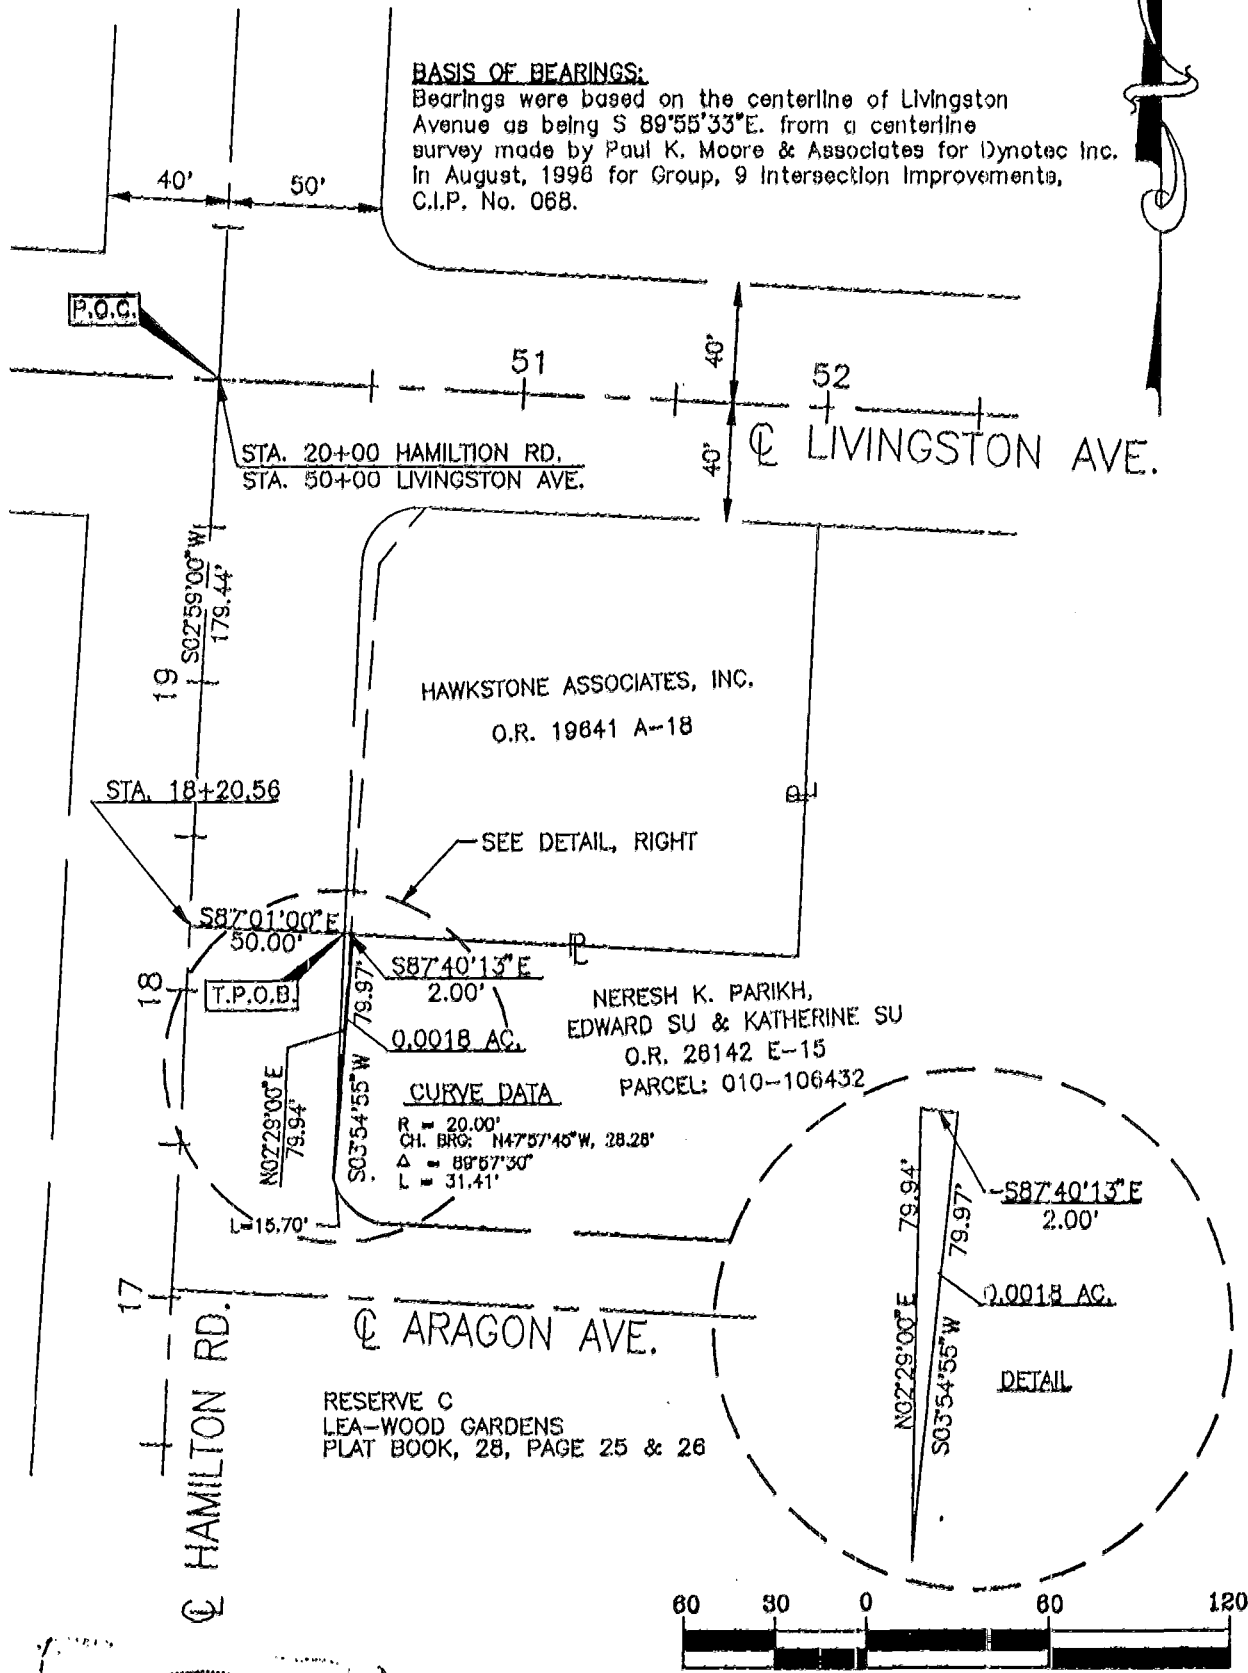 BASIS OF BEARINGS:
Bearings were based on the centerline of Livingston
Avenue as being S 89°55'33"E. from a centerline
survey made by Paul K. Moore & Associates for Dynotec Inc.
in August, 1996 for Group, 9 Intersection Improvements,
C.I.P. No. 068.
40'
50'
P.O.C.
51
52
40'
40'
℄ LIVINGSTON AVE.
STA. 20+00 HAMILTION RD.
STA. 50+00 LIVINGSTON AVE.
S02°59'00"W
179.44'
19
HAWKSTONE ASSOCIATES, INC.
O.R. 19641 A-18
STA. 18+20.56
PL
SEE DETAIL, RIGHT
S87°01'00"E
50.00'
PL
18
T.P.O.B.
S87°40'13"E
2.00'
0.0018 AC.
NERESH K. PARIKH,
EDWARD SU & KATHERINE SU
O.R. 28142 E-15
PARCEL: 010-106432
N02°29'00"E
79.94'
S03°54'55"W 79.97'
CURVE DATA
R = 20.00'
CH. BRG: N47°57'45"W, 28.28'
Δ = 89°57'30"
L = 31.41'
L=15.70'
17
℄ ARAGON AVE.
℄ HAMILTON RD.
RESERVE C
LEA-WOOD GARDENS
PLAT BOOK, 28, PAGE 25 & 26
N02°29'00"E 79.94'
S03°54'55"W 79.97'
S87°40'13"E
2.00'
0.0018 AC.
DETAIL
60 30 0 60 120